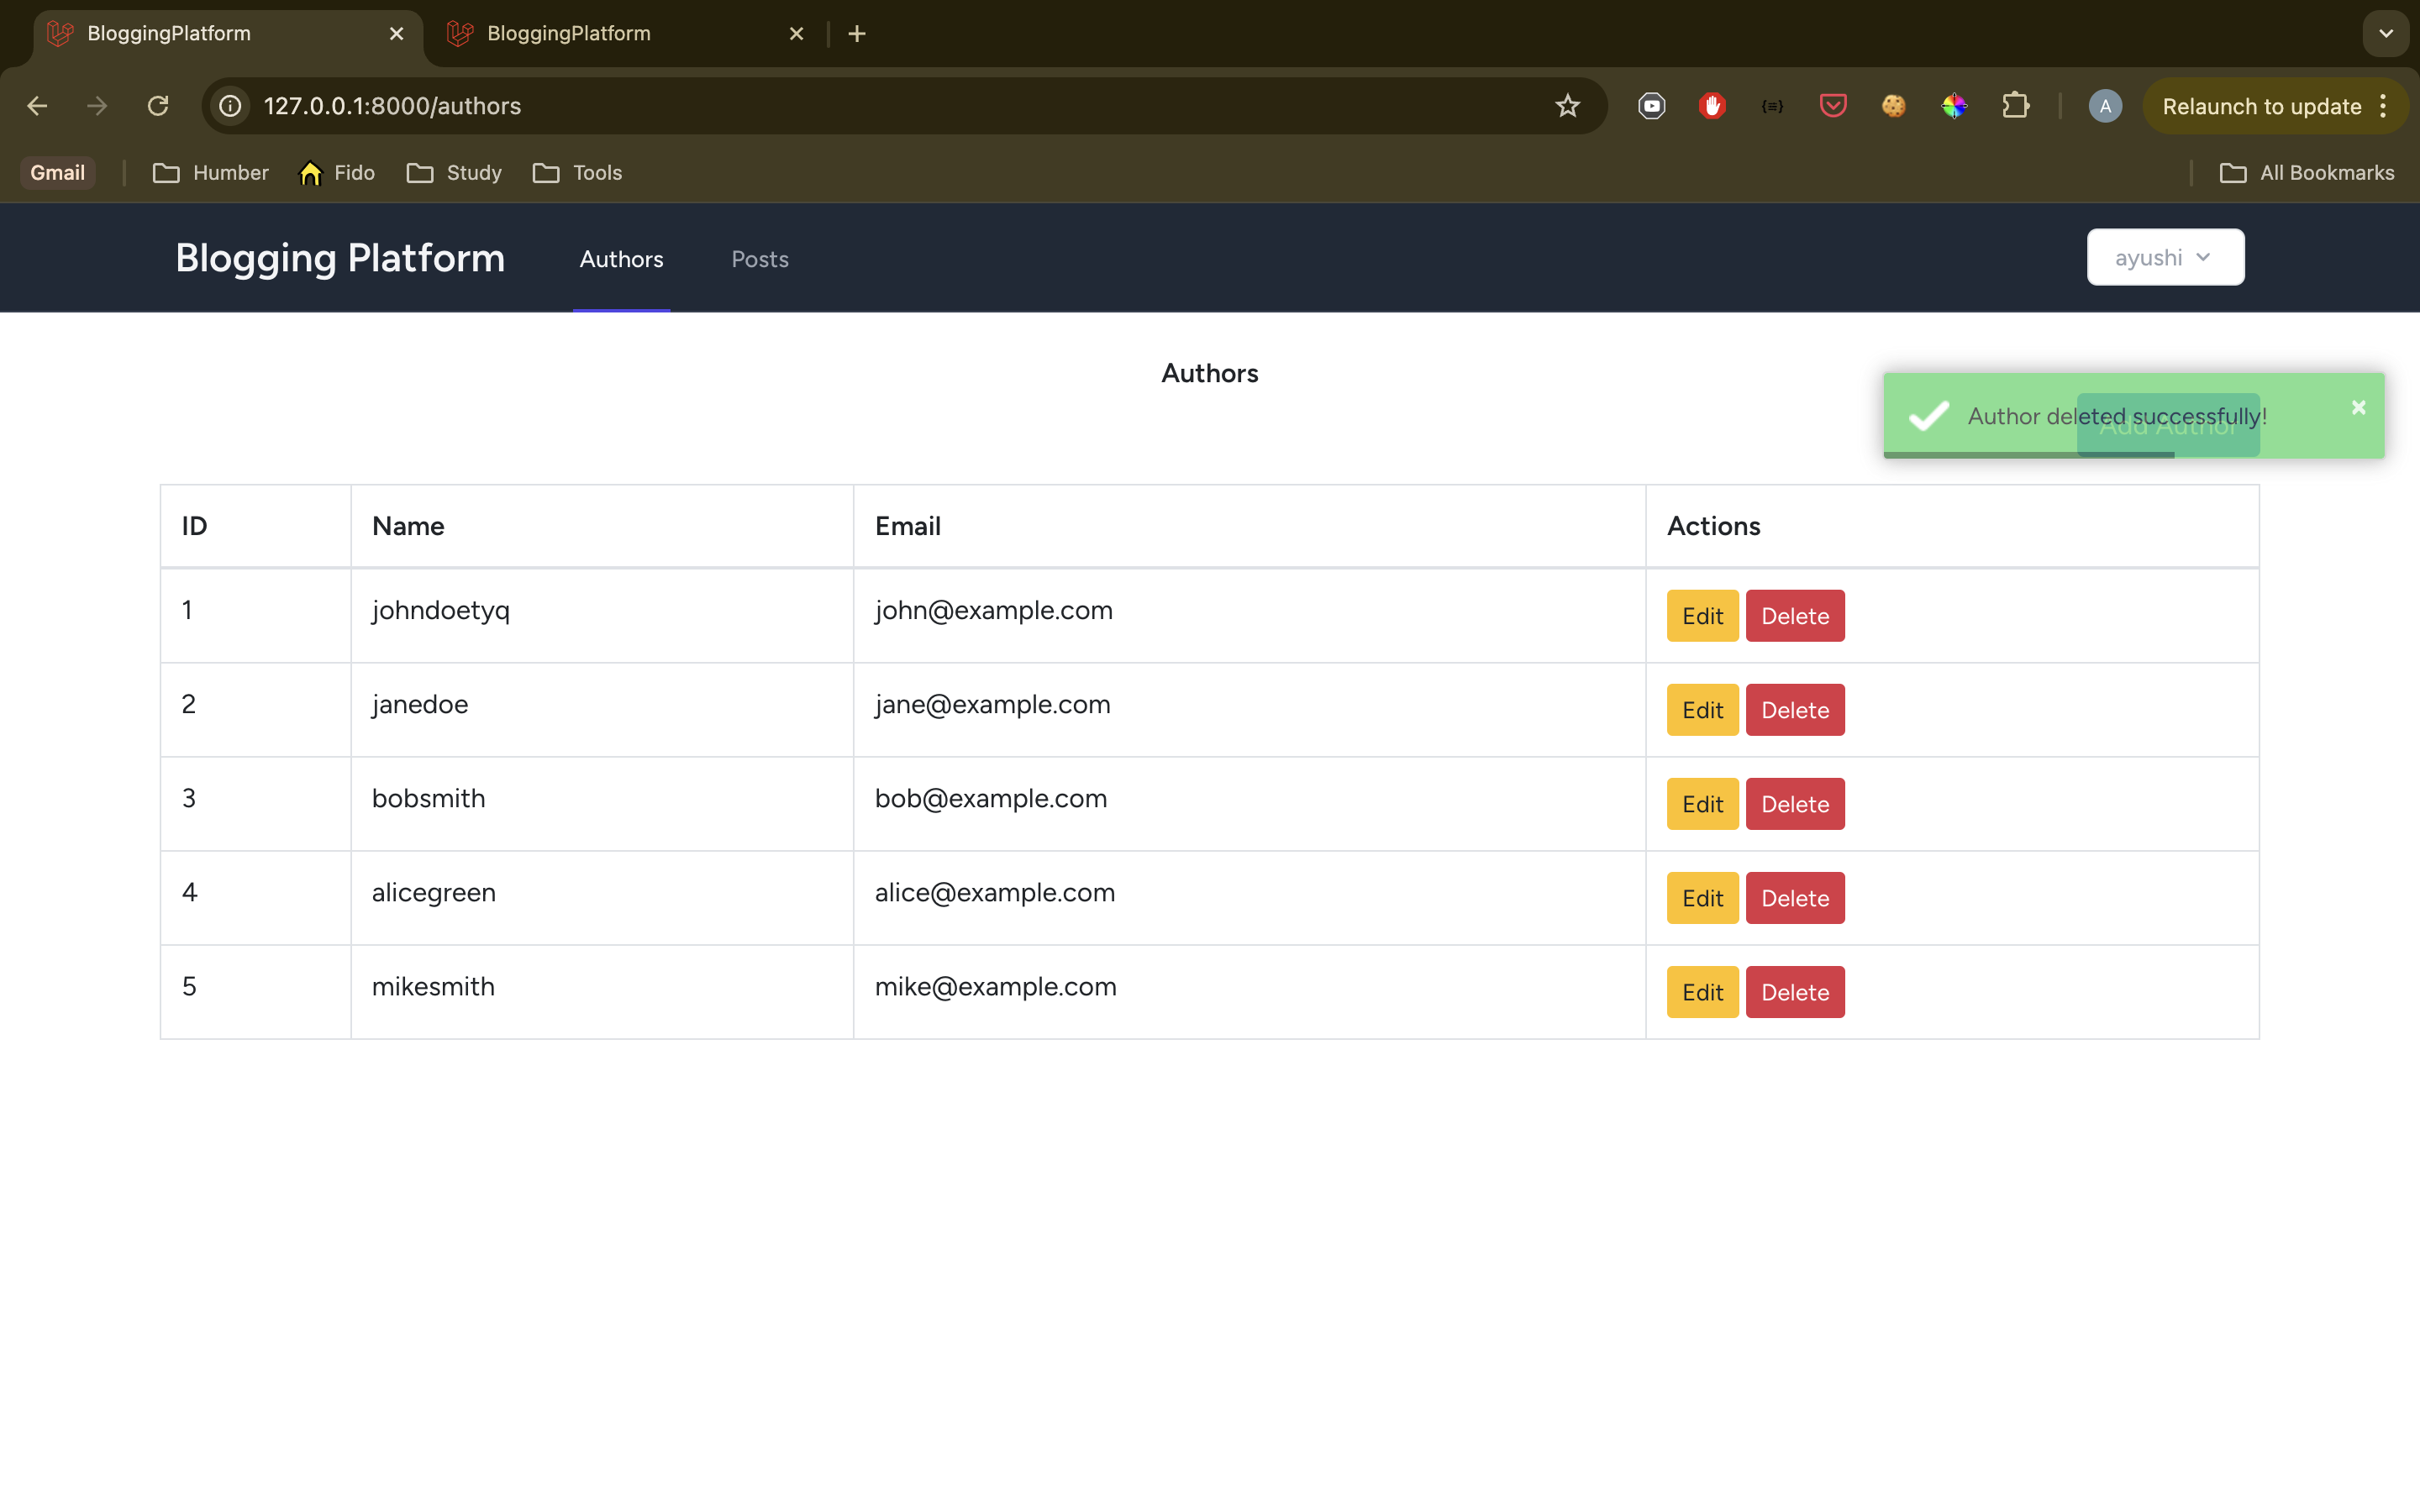 BloggingPlatform
BloggingPlatform
127.0.0.1:8000/authors
A
Relaunch to update
Gmail
Humber
Fido
Study
Tools
All Bookmarks
Blogging Platform
Authors
Posts
ayushi
Authors
Author deleted successfully!
Add Author
ID Name Email Actions
1 johndoetyq john@example.com Edit Delete
2 janedoe jane@example.com Edit Delete
3 bobsmith bob@example.com Edit Delete
4 alicegreen alice@example.com Edit Delete
5 mikesmith mike@example.com Edit Delete